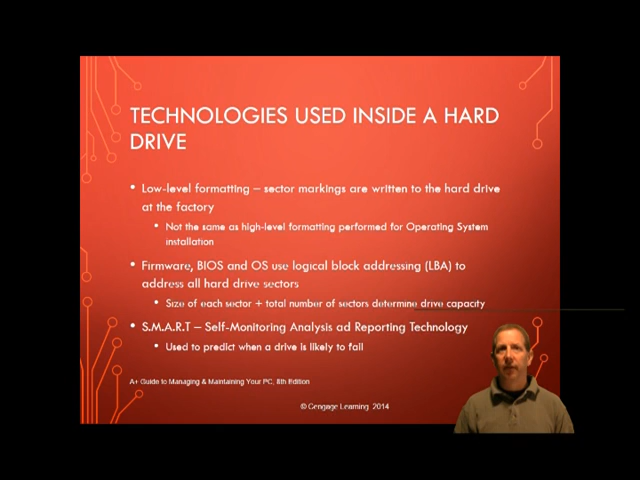 TECHNOLOGIES USED INSIDE A HARD
DRIVE
• Low-level formatting – sector markings are written to the hard drive
at the factory
• Not the same as high-level formatting performed for Operating System
installation
• Firmware, BIOS and OS use logical block addressing (LBA) to
address all hard drive sectors
• Size of each sector + total number of sectors determine drive capacity
• S.M.A.R.T – Self-Monitoring Analysis ad Reporting Technology
• Used to predict when a drive is likely to fail
A+ Guide to Managing & Maintaining Your PC, 8th Edition
© Cengage Learning 2014